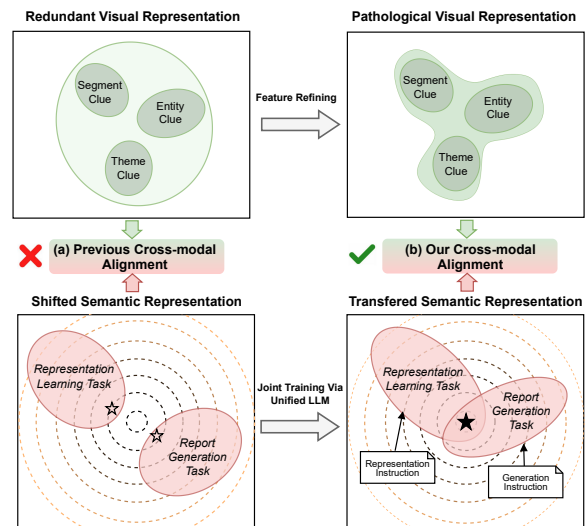 Redundant Visual Representation
Pathological Visual Representation
Segment
Clue
Entity
Clue
Theme
Clue
Feature Refining
Segment
Clue
Entity
Clue
Theme
Clue
(a) Previous Cross-modal
Alignment
(b) Our Cross-modal
Alignment
Shifted Semantic Representation
Transfered Semantic Representation
Representation
Learning Task
Report
Generation
Task
Joint Training Via
Unified LLM
Representation
Learning Task
Report
Generation
Task
Representation
Instruction
Generation
Instruction